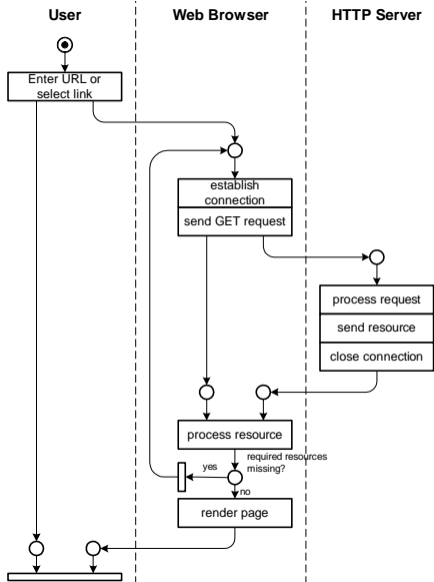 User
Web Browser
HTTP Server
Enter URL or
select link
establish
connection
send GET request
process request
send resource
close connection
process resource
required resources
missing?
yes
no
render page